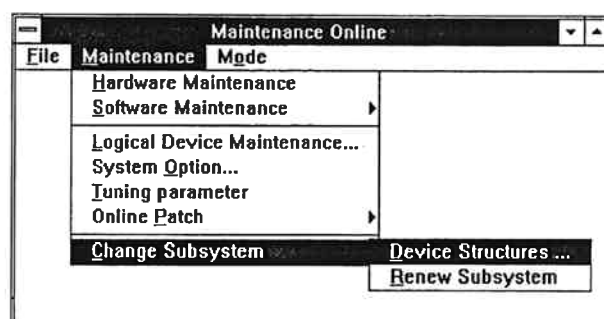 Maintenance Online
File Maintenance Mode
Hardware Maintenance
Software Maintenance
Logical Device Maintenance...
System Option...
Tuning parameter
Online Patch
Change Subsystem Device Structures ...
Renew Subsystem